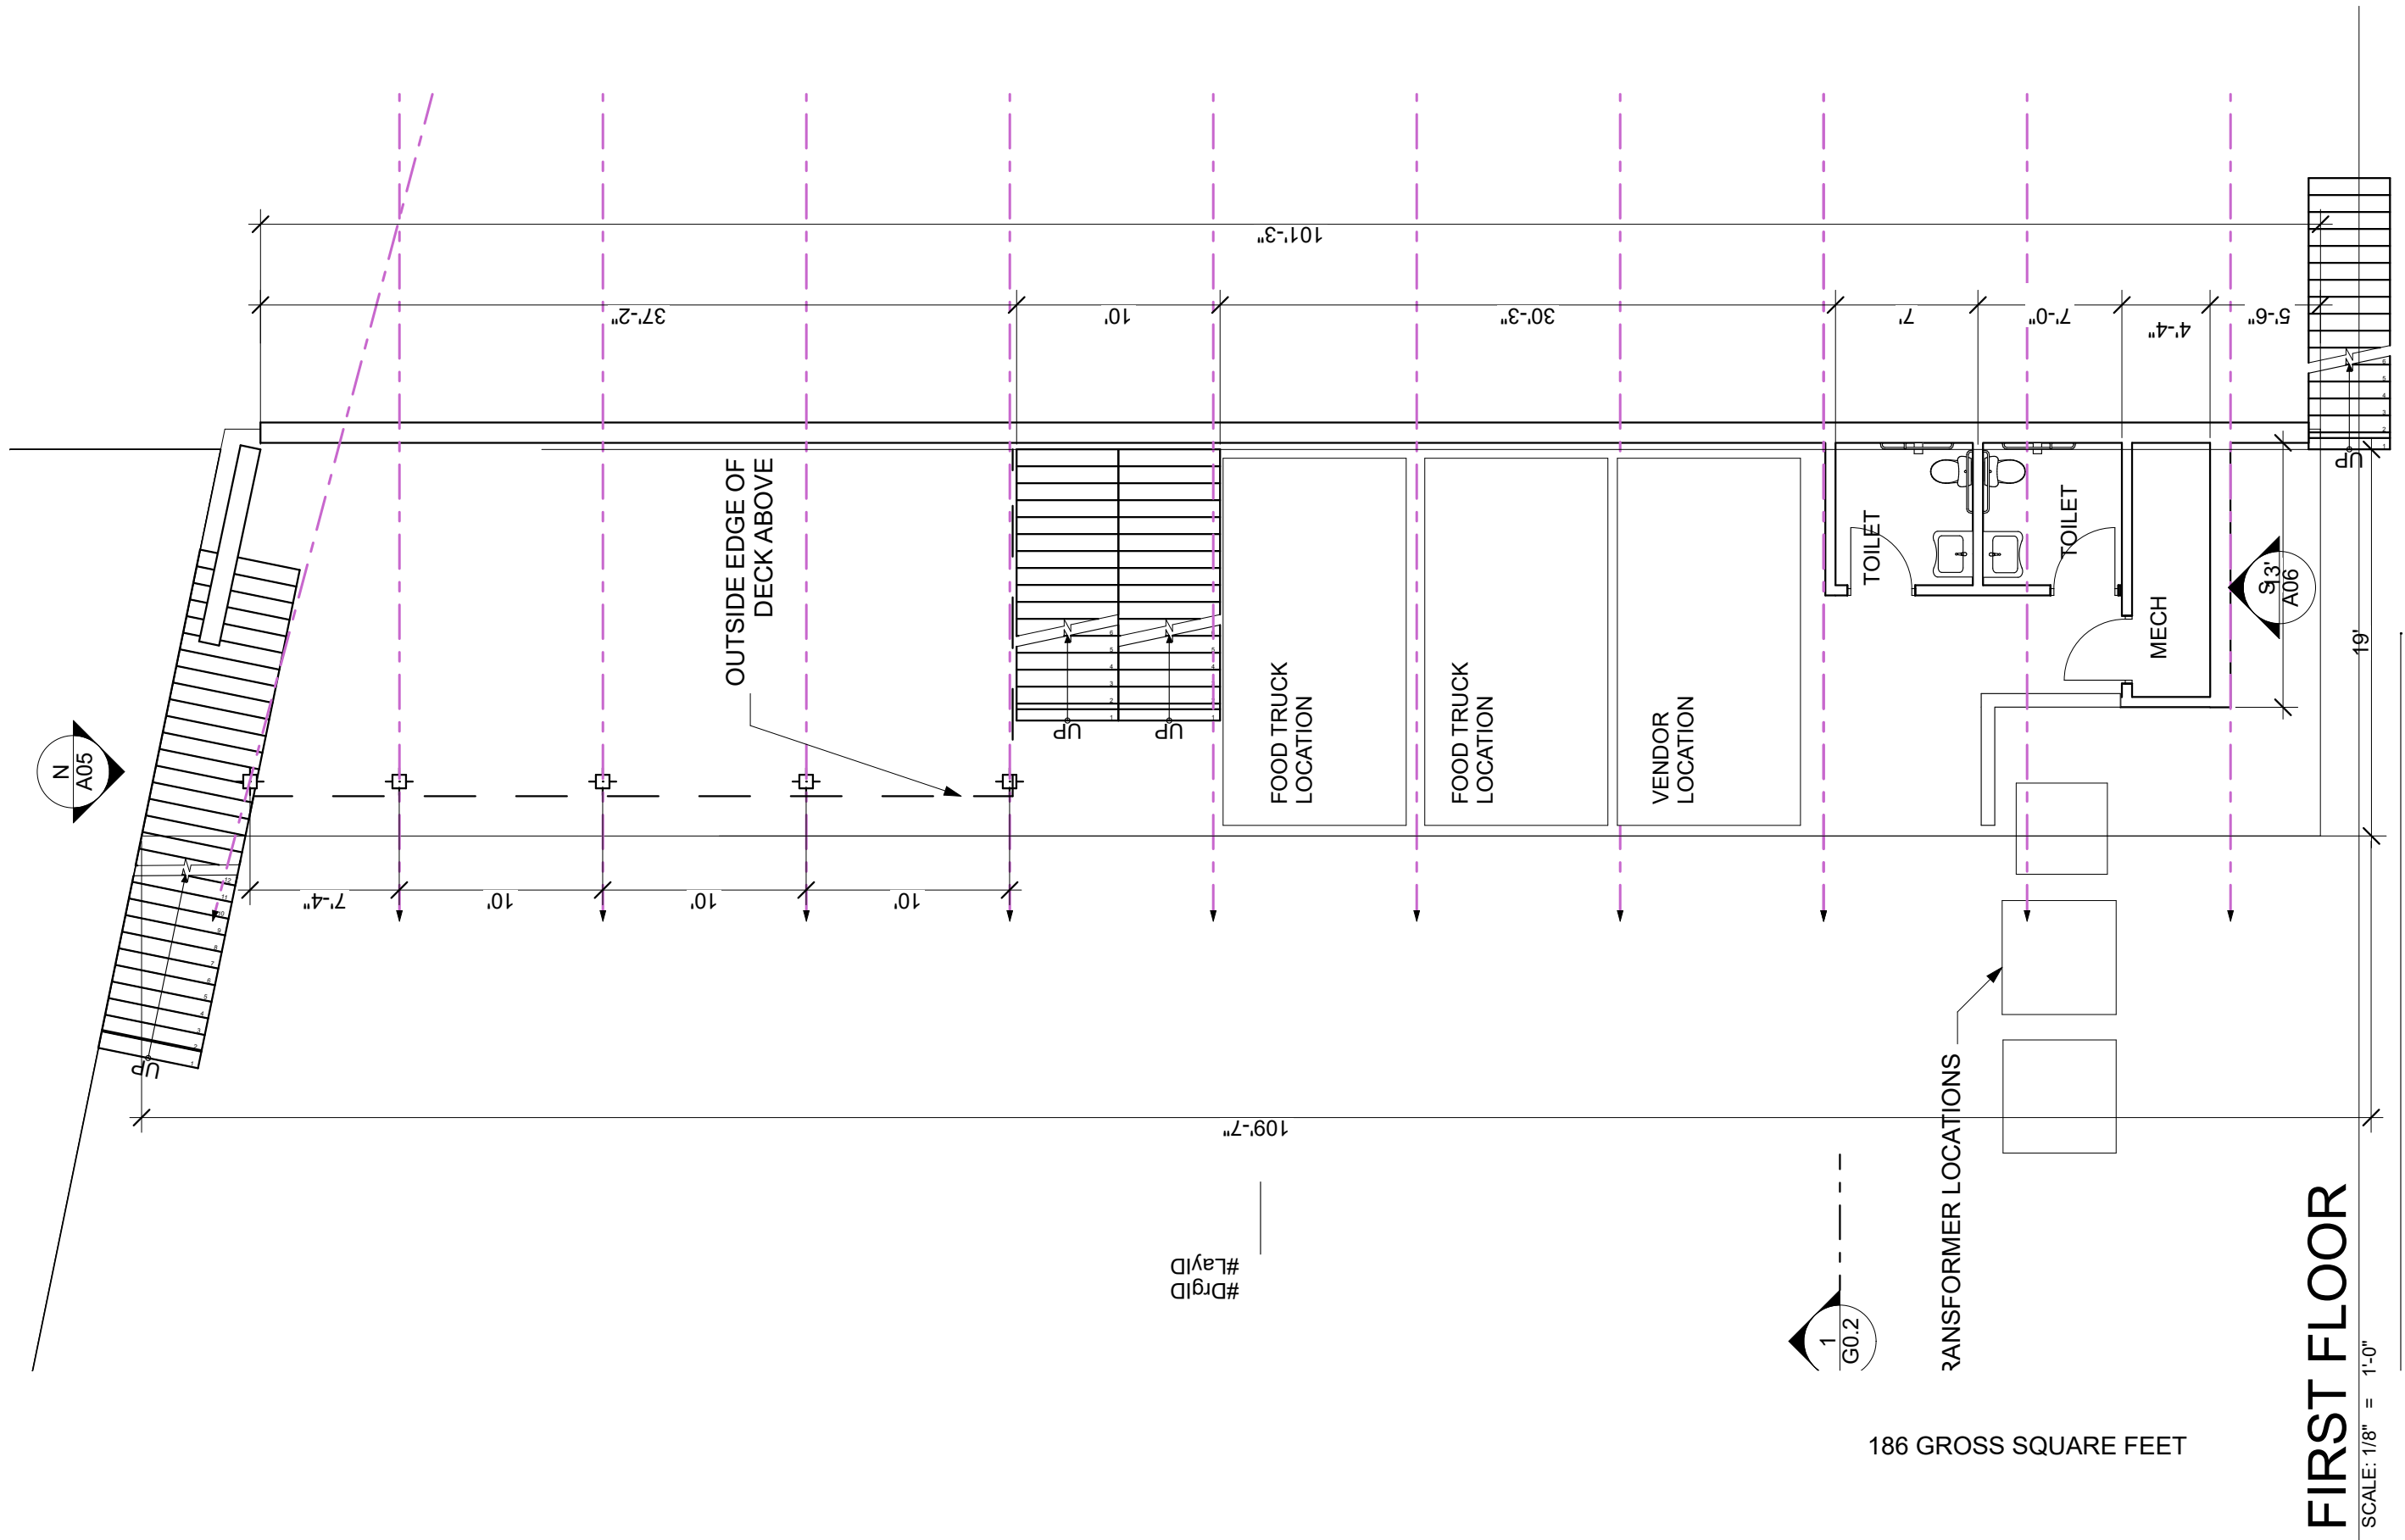 101'-3"
37'-2"
10'
30'-3"
7'
7'-0"
4'-4"
5'-6"
OUTSIDE EDGE OF
DECK ABOVE
UP
UP
UP
UP
FOOD TRUCK
LOCATION
FOOD TRUCK
LOCATION
VENDOR
LOCATION
TOILET
TOILET
MECH
S
A06
13'
19'
N
A05
7'-4"
10'
10'
10'
109'-7"
#DrgID
#LayID
1
G0.2
RANSFORMER LOCATIONS
186 GROSS SQUARE FEET
FIRST FLOOR
SCALE: 1/8" = 1'-0"